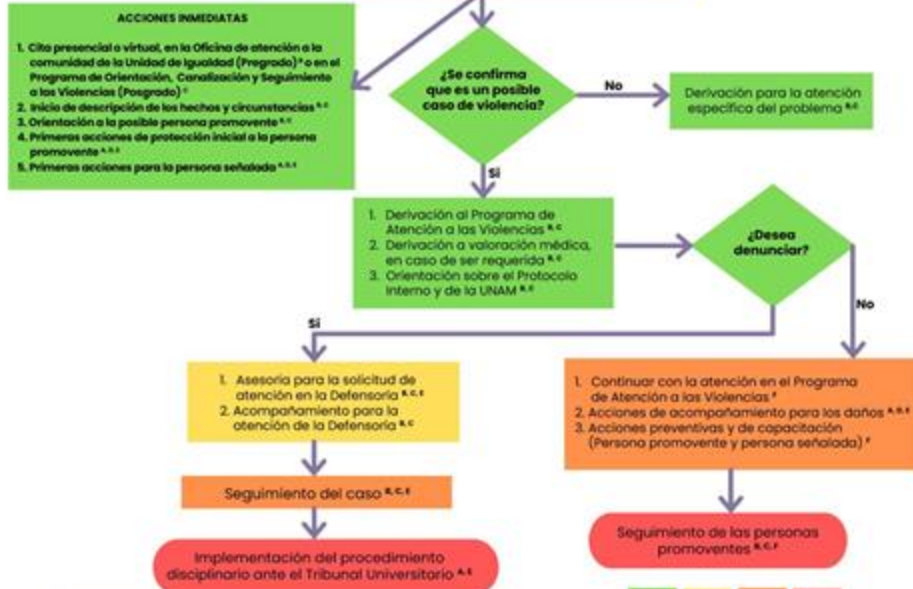 ACCIONES INMEDIATAS
1. Cita presencial o virtual, en la Oficina de atención a la
comunidad de la Unidad de Igualdad (Pregrado) ᴮ o en el
Programa de Orientación, Canalización y Seguimiento
a las Violencias (Posgrado) ᶜ
2. Inicio de descripción de los hechos y circunstancias B, C
3. Orientación a la posible persona promovente B, C
4. Primeras acciones de protección inicial a la persona
promovente A, D, E
5. Primeras acciones para la persona señalada A, D, E
¿Se confirma
que es un posible
caso de violencia?
No
Derivación para la atención
específica del problema B,C
Si
1. Derivación al Programa de
Atención a las Violencias B, C
2. Derivación a valoración médica,
en caso de ser requerida B, C
3. Orientación sobre el Protocolo
Interno y de la UNAM B, C
¿Desea
denunciar?
No
Si
1. Asesoría para la solicitud de
atención en la Defensoría B, C, E
2. Acompañamiento para la
atención de la Defensoría B, C
1. Continuar con la atención en el Programa
de Atención a las Violencias F
2. Acciones de acompañamiento para los daños A, D, E
3. Acciones preventivas y de capacitación
(Persona promovente y persona señalada) F
Seguimiento del caso B, C, E
Seguimiento de las personas
promoventes B, C, F
Implementación del procedimiento
disciplinario ante el Tribunal Universitario A, E